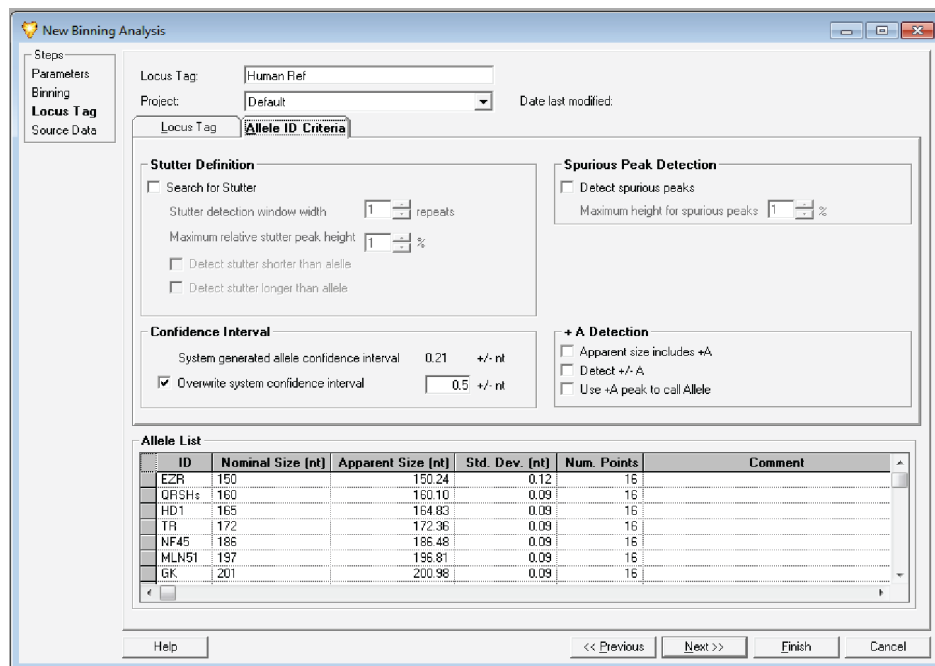 New Binning Analysis
Steps
Parameters
Binning
Locus Tag
Source Data
Locus Tag: Human Ref
Project: Default Date last modified:
Locus Tag Allele ID Criteria
Stutter Definition
Search for Stutter
Stutter detection window width 1 repeats
Maximum relative stutter peak height 1 %
Detect stutter shorter than alelle
Detect stutter longer than allele
Spurious Peak Detection
Detect spurious peaks
Maximum height for spurious peaks 1 %
Confidence Interval
System generated allele confidence interval 0.21 +/- nt
Overwrite system confidence interval 0.5 +/- nt
+ A Detection
Apparent size includes +A
Detect +/- A
Use +A peak to call Allele
Allele List
ID Nominal Size (nt) Apparent Size (nt) Std. Dev. (nt) Num. Points Comment
EZR 150 150.24 0.12 16
QRSHs 160 160.10 0.09 16
HD1 165 164.83 0.09 16
TR 172 172.36 0.09 16
NF45 186 186.48 0.09 16
MLN51 197 196.81 0.09 16
GK 201 200.98 0.09 16
Help << Previous Next >> Finish Cancel